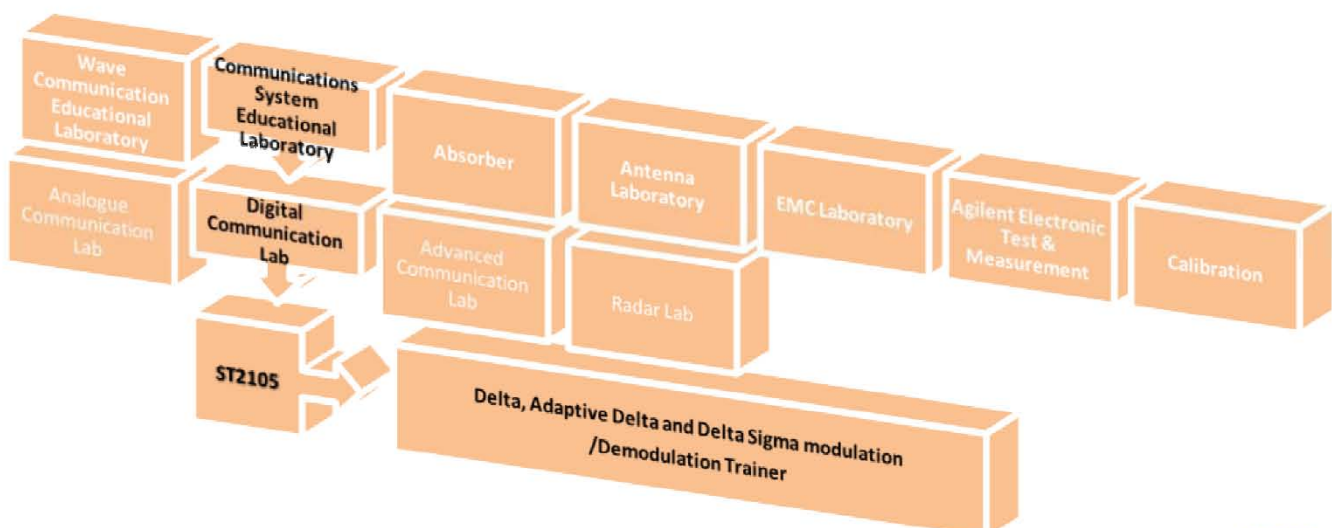 Wave
Communication
Educational
Laboratory
Communications
System
Educational
Laboratory
Absorber
Antenna
Laboratory
EMC Laboratory
Agilent Electronic
Test &
Measurement
Calibration
Analogue
Communication
Lab
Digital
Communication
Lab
Advanced
Communication
Lab
Radar Lab
ST2105
Delta, Adaptive Delta and Delta Sigma modulation
/Demodulation Trainer